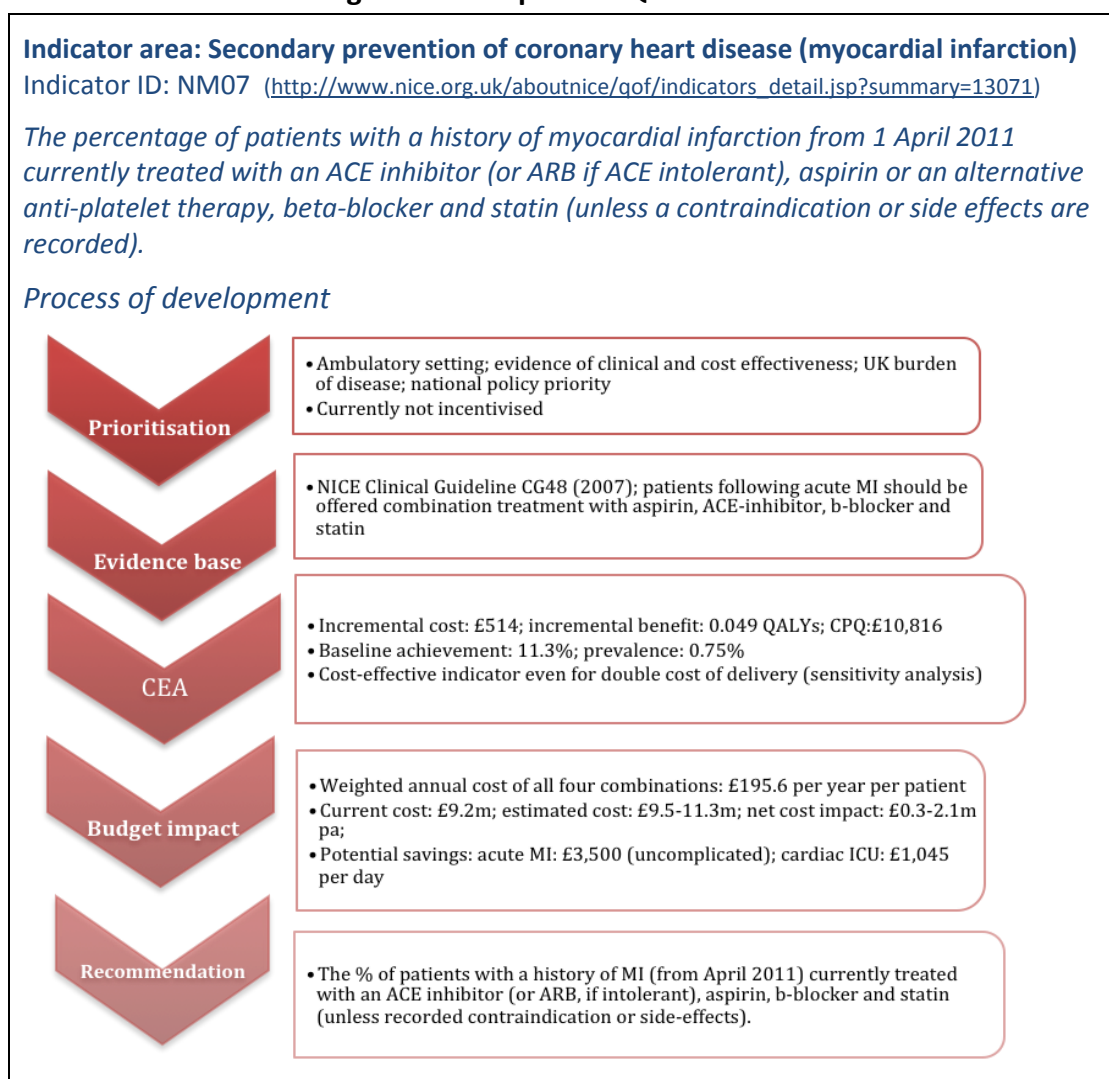 Indicator area: Secondary prevention of coronary heart disease (myocardial infarction)
Indicator ID: NM07 (http://www.nice.org.uk/aboutnice/qof/indicators_detail.jsp?summary=13071)
The percentage of patients with a history of myocardial infarction from 1 April 2011
currently treated with an ACE inhibitor (or ARB if ACE intolerant), aspirin or an alternative
anti-platelet therapy, beta-blocker and statin (unless a contraindication or side effects are
recorded).
Process of development
Prioritisation
• Ambulatory setting; evidence of clinical and cost effectiveness; UK burden
of disease; national policy priority
• Currently not incentivised
Evidence base
• NICE Clinical Guideline CG48 (2007); patients following acute MI should be
offered combination treatment with aspirin, ACE-inhibitor, b-blocker and
statin
CEA
• Incremental cost: £514; incremental benefit: 0.049 QALYs; CPQ:£10,816
• Baseline achievement: 11.3%; prevalence: 0.75%
• Cost-effective indicator even for double cost of delivery (sensitivity analysis)
Budget impact
• Weighted annual cost of all four combinations: £195.6 per year per patient
• Current cost: £9.2m; estimated cost: £9.5-11.3m; net cost impact: £0.3-2.1m
pa;
• Potential savings: acute MI: £3,500 (uncomplicated); cardiac ICU: £1,045
per day
Recommendation
• The % of patients with a history of MI (from April 2011) currently treated
with an ACE inhibitor (or ARB, if intolerant), aspirin, b-blocker and statin
(unless recorded contraindication or side-effects).